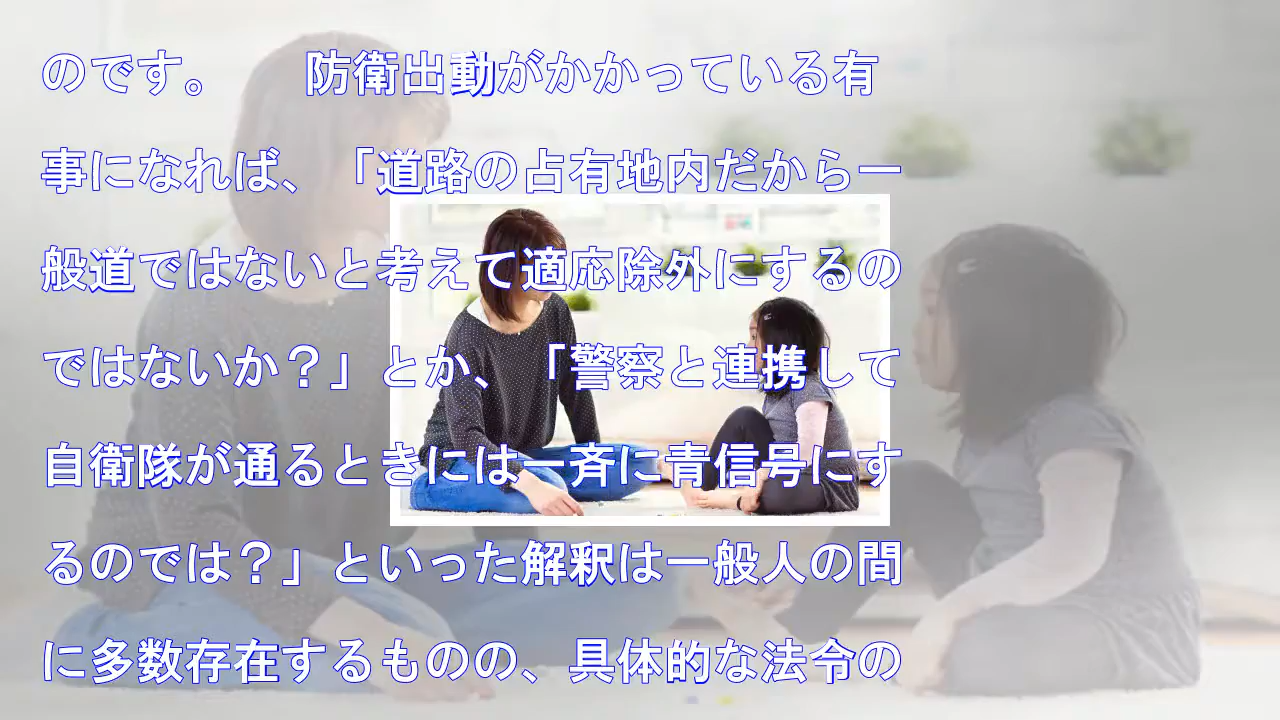 のです。　　防衛出動がかかっている有
事になれば、「道路の占有地内だから一
般道ではないと考えて適応除外にするの
ではないか？」とか、「警察と連携して
自衛隊が通るときには一斉に青信号にす
るのでは？」といった解釈は一般人の間
に多数存在するものの、具体的な法令の